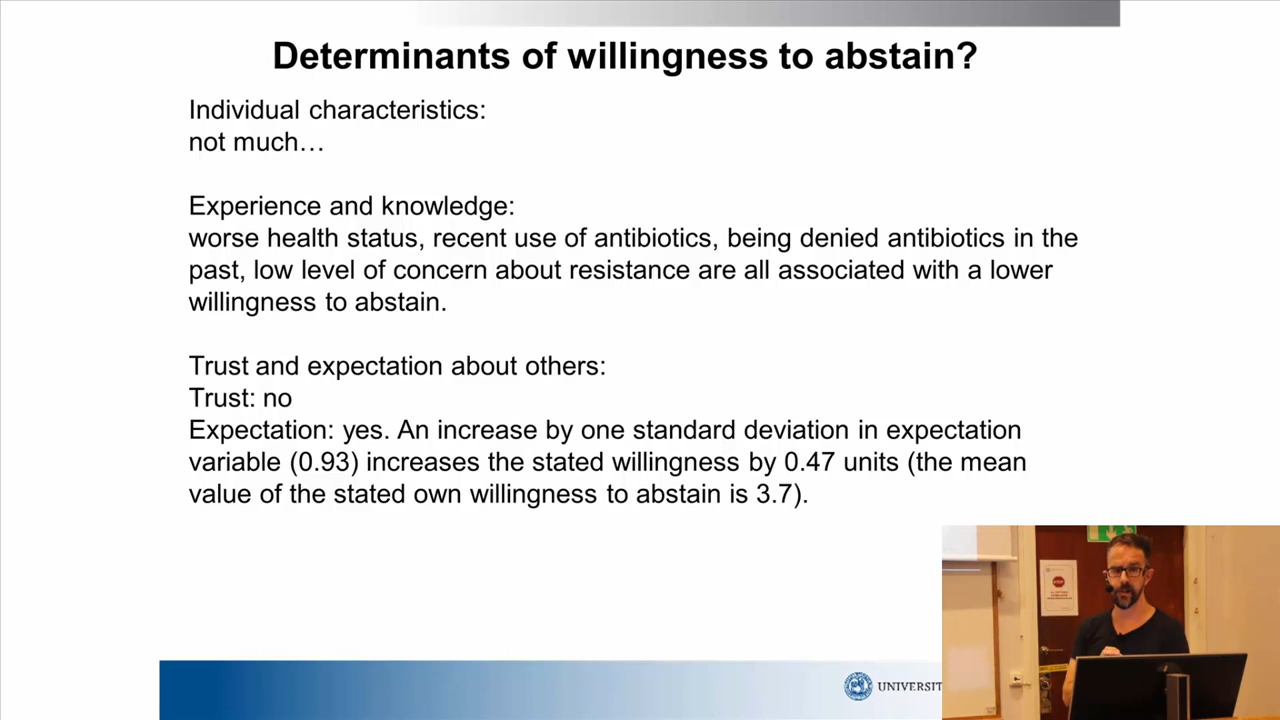 Determinants of willingness to abstain?
Individual characteristics:
not much…
Experience and knowledge:
worse health status, recent use of antibiotics, being denied antibiotics in the
past, low level of concern about resistance are all associated with a lower
willingness to abstain.
Trust and expectation about others:
Trust: no
Expectation: yes. An increase by one standard deviation in expectation
variable (0.93) increases the stated willingness by 0.47 units (the mean
value of the stated own willingness to abstain is 3.7).
STOP
UNIVERSIT